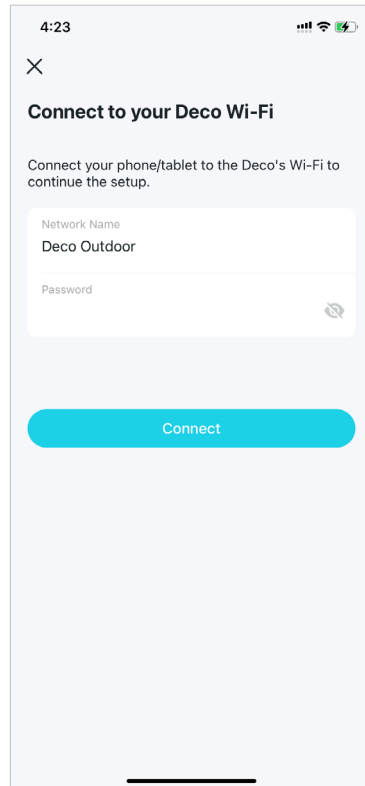 4:23
Connect to your Deco Wi-Fi
Connect your phone/tablet to the Deco's Wi-Fi to
continue the setup.
Network Name
Deco Outdoor
Password
Connect